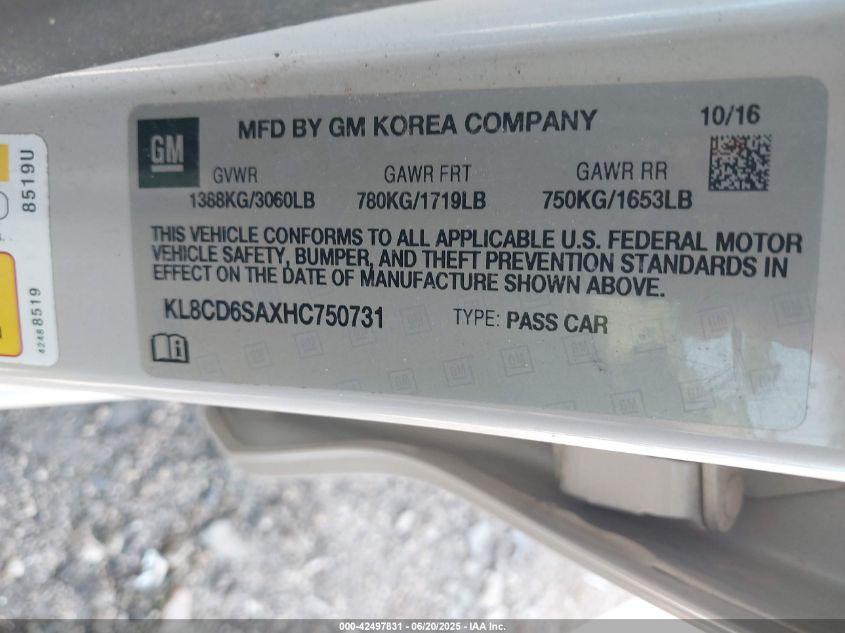 GM
MFD BY GM KOREA COMPANY
10/16
GVWR
GAWR FRT
GAWR RR
1388KG/3060LB
780KG/1719LB
750KG/1653LB
THIS VEHICLE CONFORMS TO ALL APPLICABLE U.S. FEDERAL MOTOR
VEHICLE SAFETY, BUMPER, AND THEFT PREVENTION STANDARDS IN
EFFECT ON THE DATE OF MANUFACTURE SHOWN ABOVE.
KL8CD6SAXHC750731
TYPE: PASS CAR
8519U
42488519
000-42497831 - 06/20/2025 - IAA Inc.